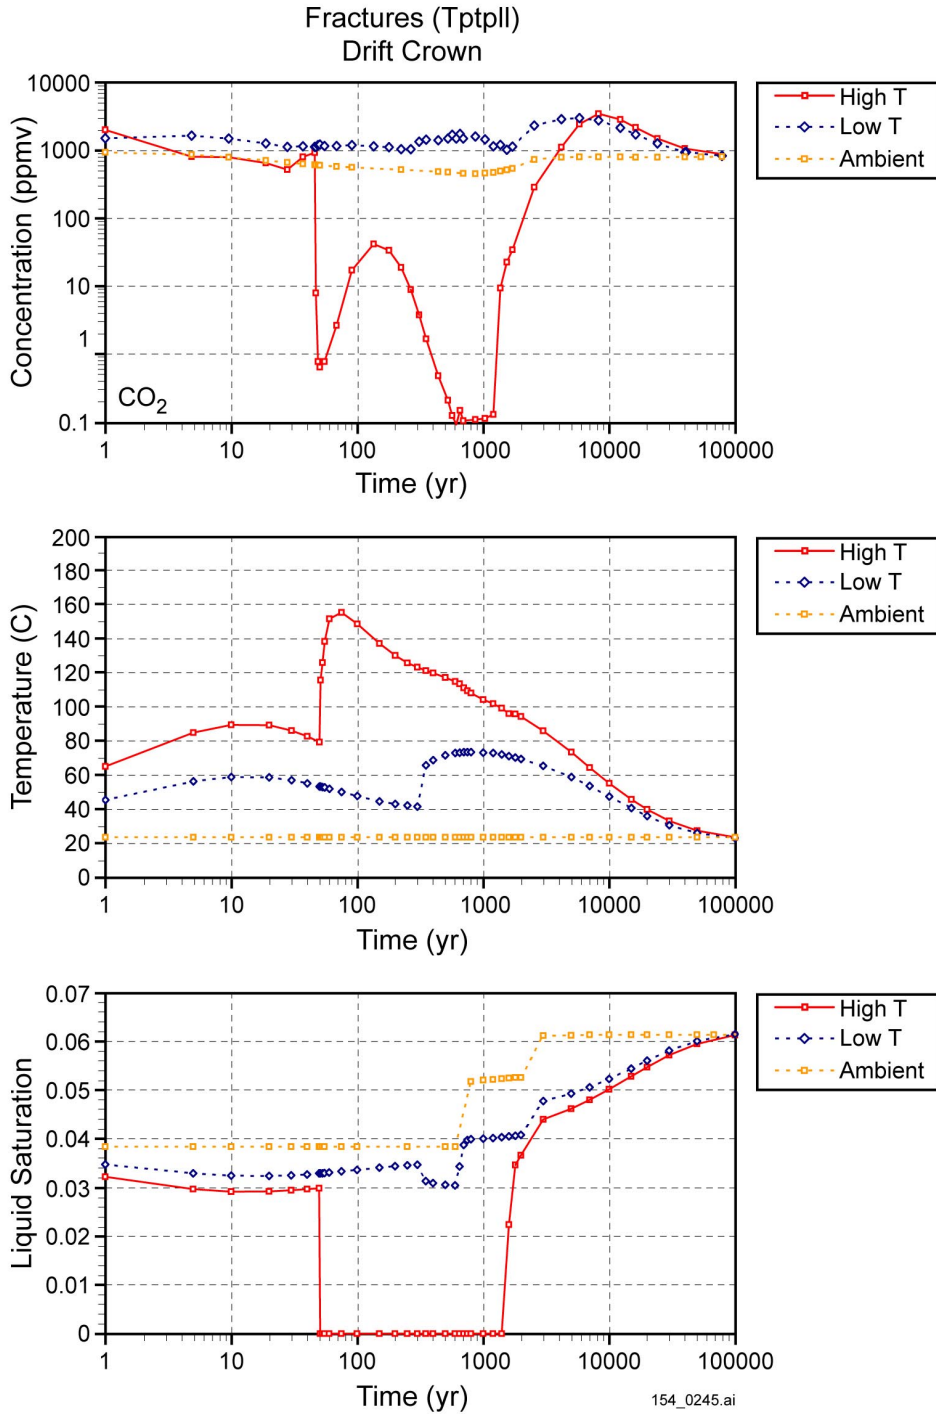 Fractures (Tptpll)
Drift Crown
10000
1000
100
10
1
0.1
Concentration (ppmv)
CO2
1 10 100 1000 10000 100000
Time (yr)
High T
Low T
Ambient
200
180
160
140
120
100
80
60
40
20
0
Temperature (C)
1 10 100 1000 10000 100000
Time (yr)
High T
Low T
Ambient
0.07
0.06
0.05
0.04
0.03
0.02
0.01
0
Liquid Saturation
1 10 100 1000 10000 100000
Time (yr)
High T
Low T
Ambient
154_0245.ai